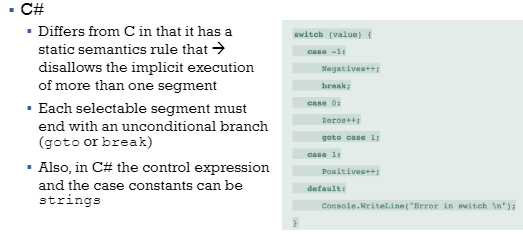 ▪ C#
▪ Differs from C in that it has a
static semantics rule that →
disallows the implicit execution
of more than one segment
▪ Each selectable segment must
end with an unconditional branch
(goto or break)
▪ Also, in C# the control expression
and the case constants can be
strings
switch (value) {
case -1:
Negatives++;
break;
case 0:
Zeros++;
goto case 1;
case 1:
Positives++;
default:
Console.WriteLine("Error in switch \n");
}